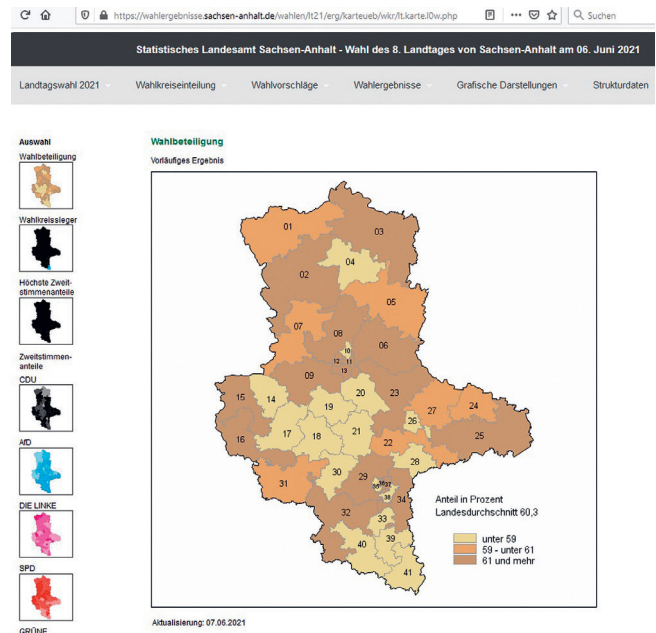 https://wahlergebnisse.sachsen-anhalt.de/wahlen/lt21/erg/karteueb/wkr/lt.karte.l0w.php
Suchen
Statistisches Landesamt Sachsen-Anhalt - Wahl des 8. Landtages von Sachsen-Anhalt am 06. Juni 2021
Landtagswahl 2021 Wahlkreiseinteilung Wahlvorschläge Wahlergebnisse Grafische Darstellungen Strukturdaten
Auswahl
Wahlbeteiligung
Wahlkreissieger
Höchste Zweit-
stimmenanteile
Zweitstimmen-
anteile
CDU
AfD
DIE LINKE
SPD
GRÜNE
Wahlbeteiligung
Vorläufiges Ergebnis
01
03
04
02
05
07
08
10
06
12 11
13
09
15
14
20
23
19
27
24
26
16
17
18
21
22
25
28
30
29
31
35 36 37
38
34
32
33
40
39
41
Anteil in Prozent
Landesdurchschnitt 60,3
unter 59
59 - unter 61
61 und mehr
Aktualisierung: 07.06.2021